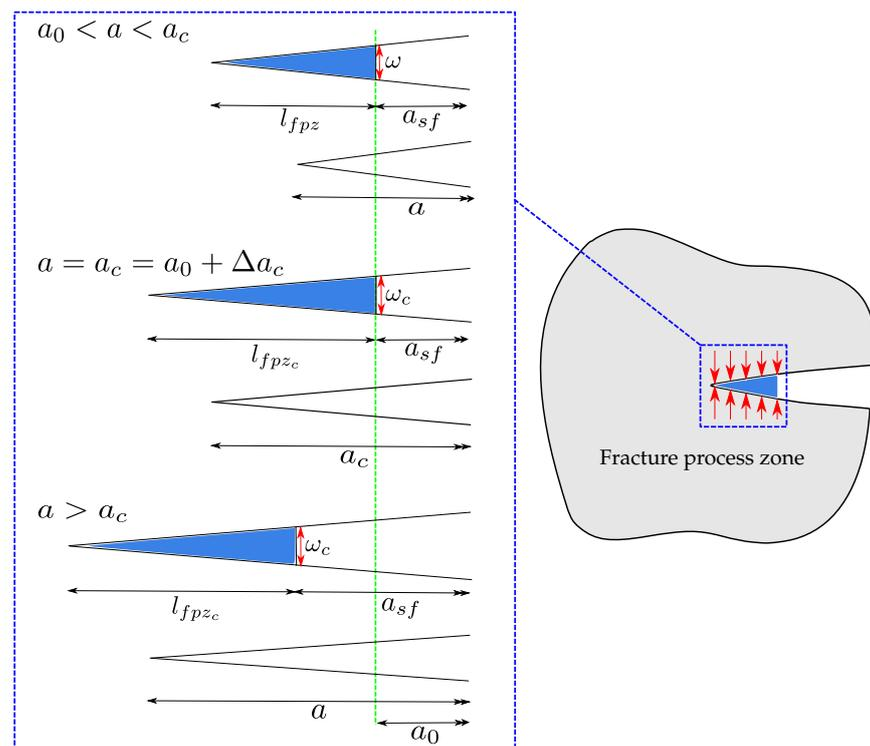 a_0 < a < a_c
ω
l_{fpz}
a_{sf}
a
a = a_c = a_0 + Δa_c
ω_c
l_{fpz_c}
a_{sf}
a_c
a > a_c
ω_c
l_{fpz_c}
a_{sf}
a
a_0
Fracture process zone